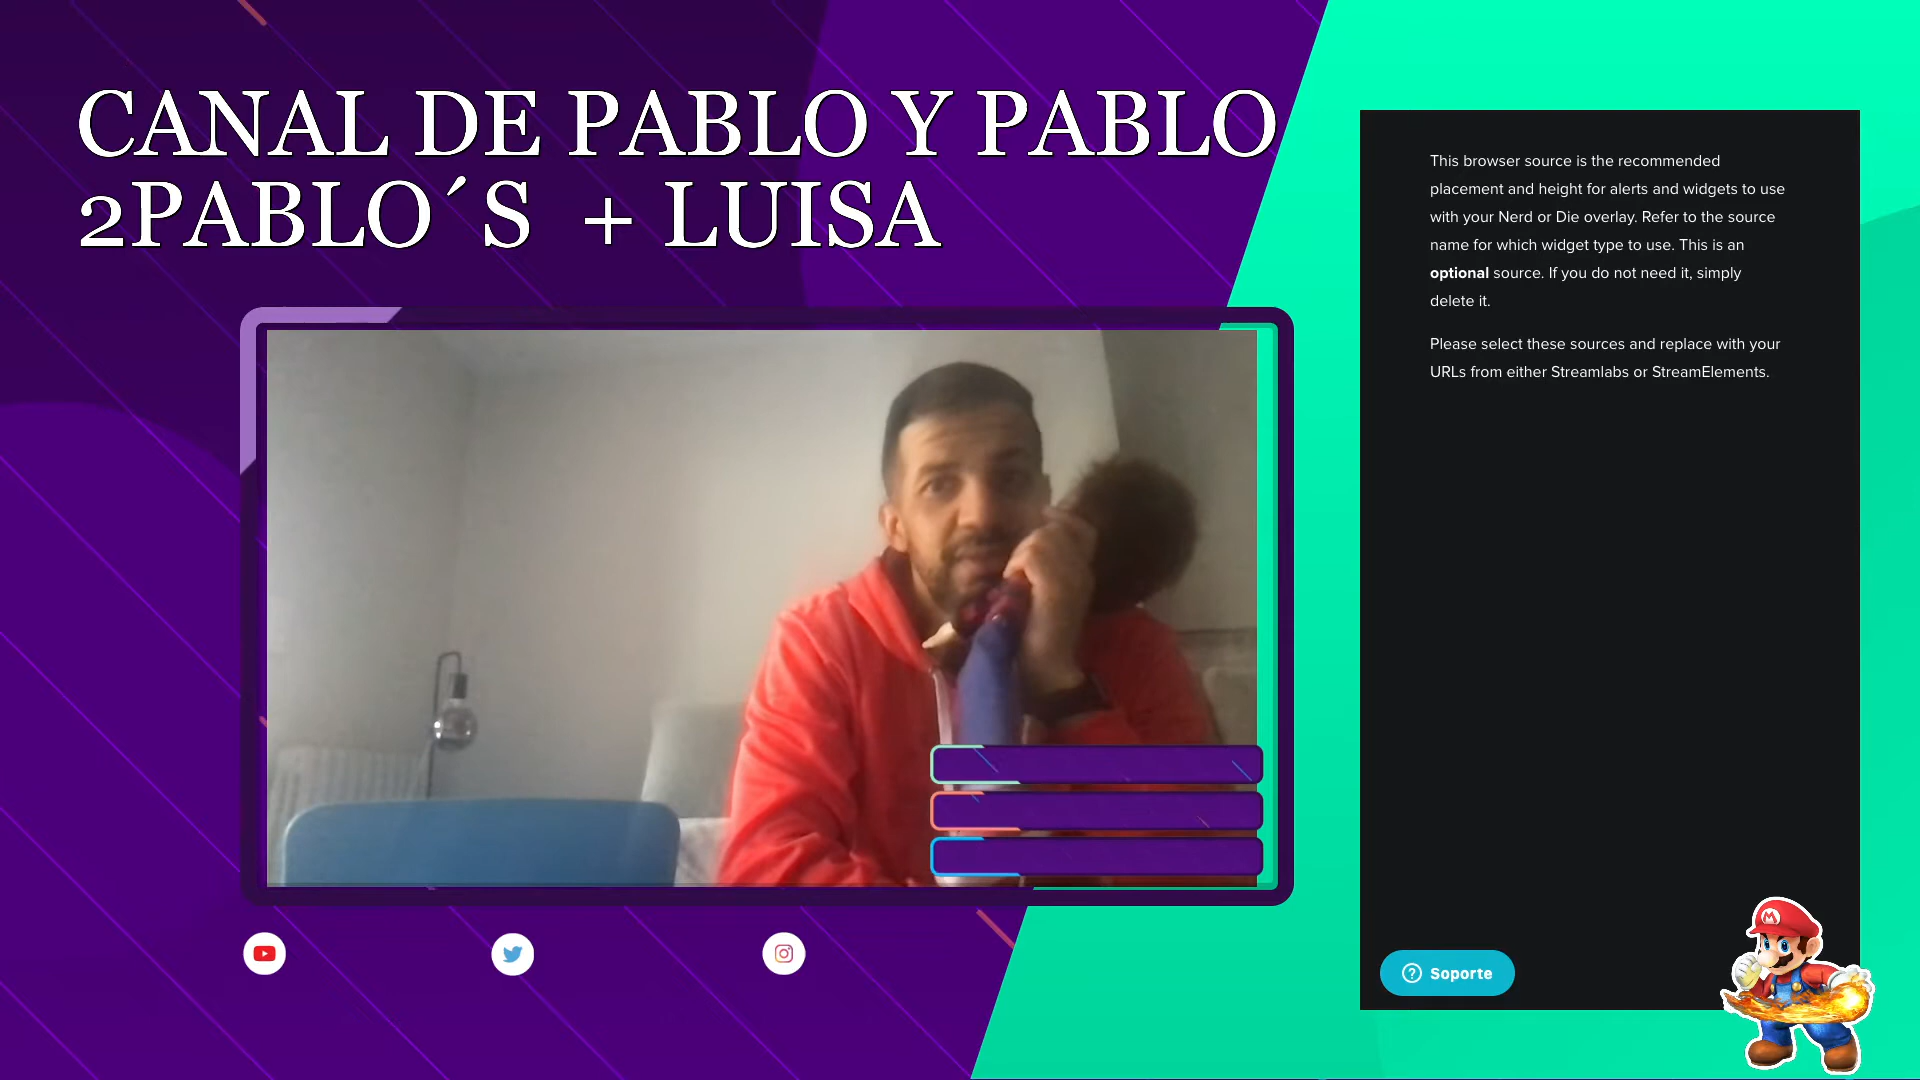 CANAL DE PABLO Y PABLO
2PABLO´S + LUISA
This browser source is the recommended
placement and height for alerts and widgets to use
with your Nerd or Die overlay. Refer to the source
name for which widget type to use. This is an
optional source. If you do not need it, simply
delete it.
Please select these sources and replace with your
URLs from either Streamlabs or StreamElements.
? Soporte
M